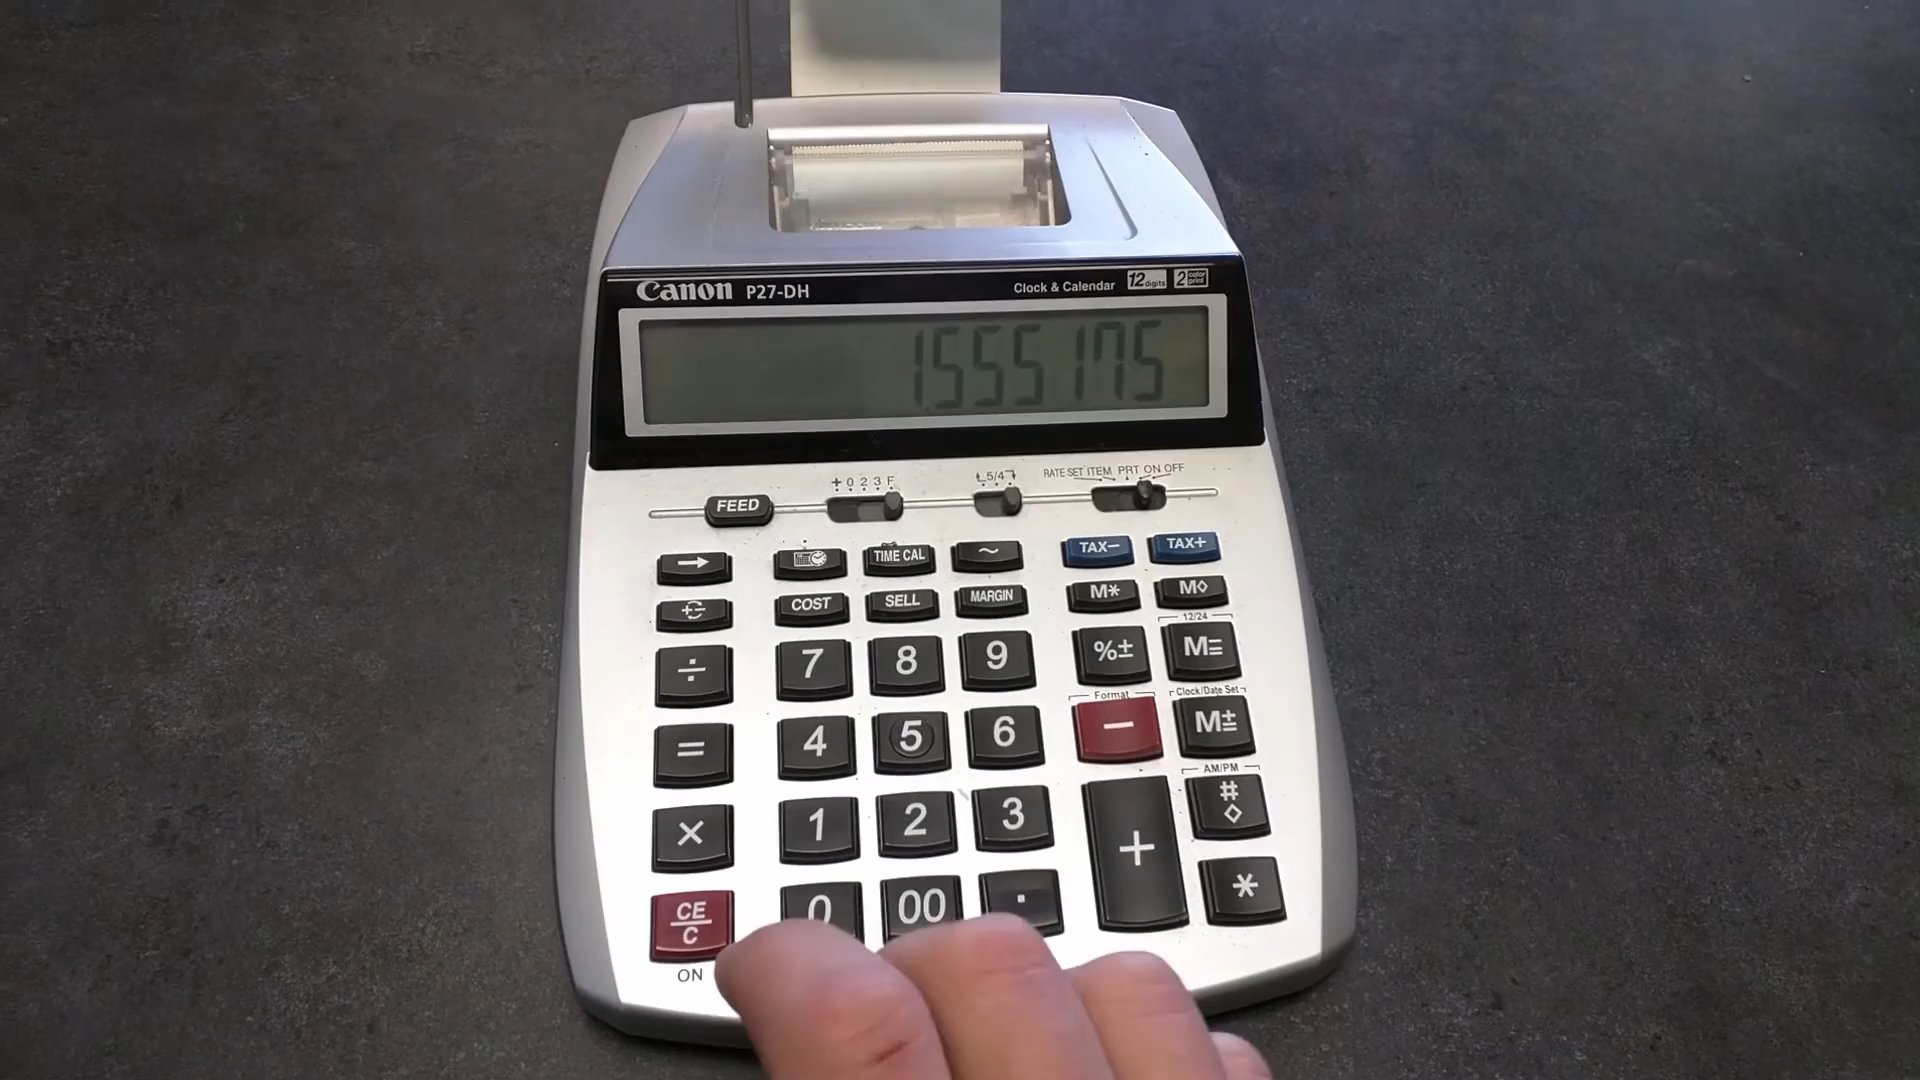 Canon P27-DH Clock & Calendar 12 digits 2 color print
1.555175
+ 0 2 3 F 5/4 RATE SET ITEM PRT ON OFF
FEED
→ TIME CAL ~ TAX− TAX+
COST SELL MARGIN M* M◇
12/24
÷ 7 8 9 %± M=
Format Clock/Date Set
= 4 5 6 − M±
AM/PM
× 1 2 3 + #
◇
CE
C 0 00 . *
ON